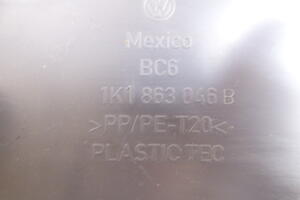 Mexico
BC6
1K1 863 046 B
>PP/PE-T20<
PLASTIC TEC